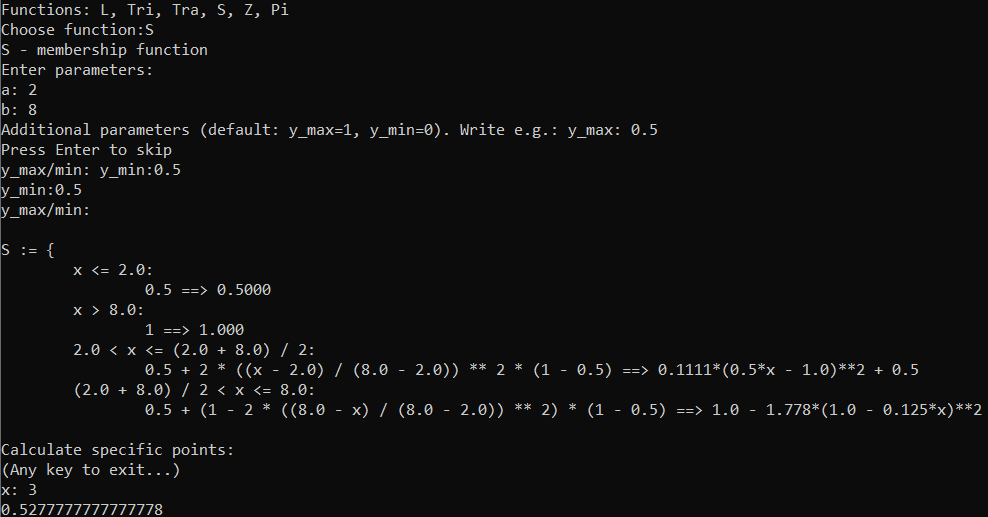 Functions: L, Tri, Tra, S, Z, Pi
Choose function:S
S - membership function
Enter parameters:
a: 2
b: 8
Additional parameters (default: y_max=1, y_min=0). Write e.g.: y_max: 0.5
Press Enter to skip
y_max/min: y_min:0.5
y_min:0.5
y_max/min:
S := {
x <= 2.0:
0.5 ==> 0.5000
x > 8.0:
1 ==> 1.000
2.0 < x <= (2.0 + 8.0) / 2:
0.5 + 2 * ((x - 2.0) / (8.0 - 2.0)) ** 2 * (1 - 0.5) ==> 0.1111*(0.5*x - 1.0)**2 + 0.5
(2.0 + 8.0) / 2 < x <= 8.0:
0.5 + (1 - 2 * ((8.0 - x) / (8.0 - 2.0)) ** 2) * (1 - 0.5) ==> 1.0 - 1.778*(1.0 - 0.125*x)**2
Calculate specific points:
(Any key to exit...)
x: 3
0.5277777777777778